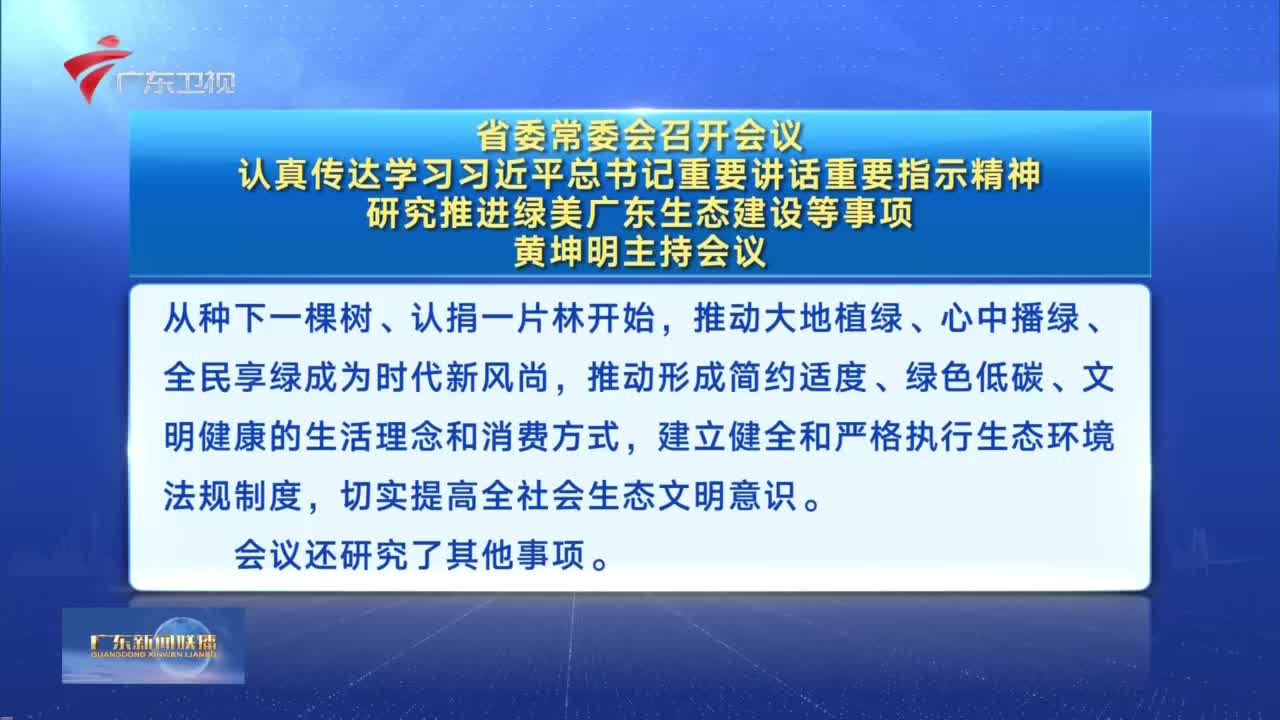 广东卫视
省委常委会召开会议
认真传达学习习近平总书记重要讲话重要指示精神
研究推进绿美广东生态建设等事项
黄坤明主持会议
从种下一棵树、认捐一片林开始，推动大地植绿、心中播绿、
全民享绿成为时代新风尚，推动形成简约适度、绿色低碳、文
明健康的生活理念和消费方式，建立健全和严格执行生态环境
法规制度，切实提高全社会生态文明意识。
会议还研究了其他事项。
广东新闻联播
GUANGDONG XINWEN LIANBO